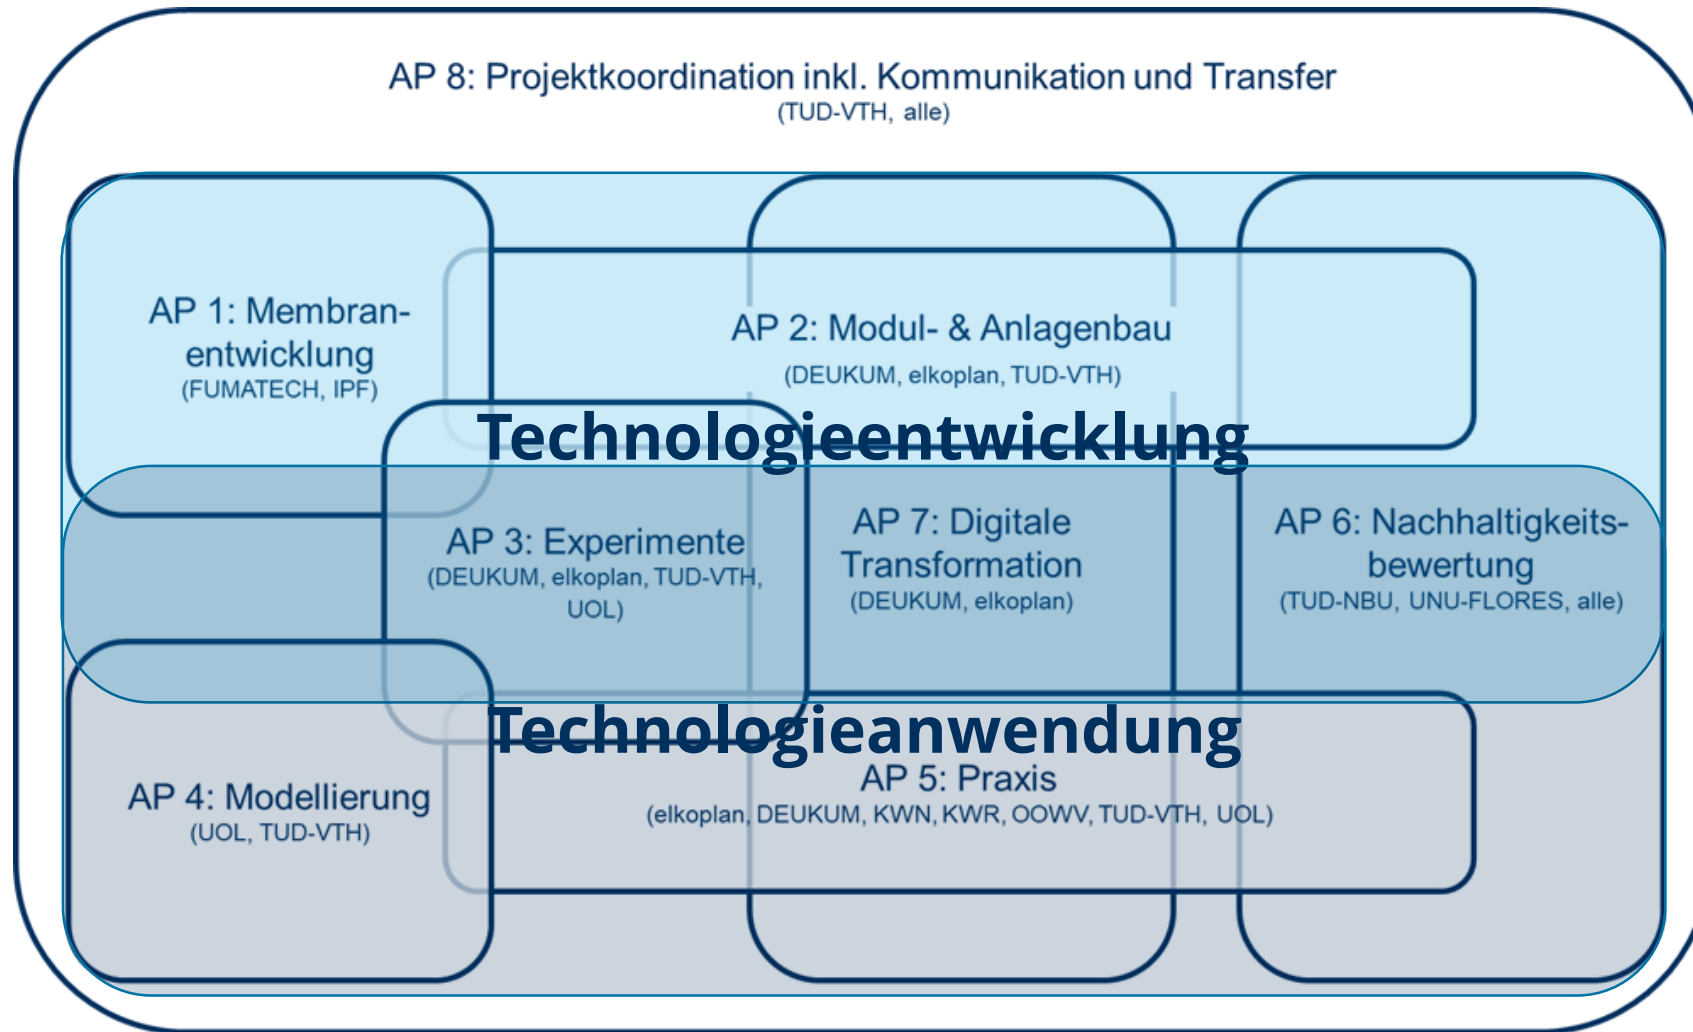 AP 8: Projektkoordination inkl. Kommunikation und Transfer
(TUD-VTH, alle)
AP 1: Membran-
entwicklung
(FUMATECH, IPF)
AP 2: Modul- & Anlagenbau
(DEUKUM, elkoplan, TUD-VTH)
Technologieentwicklung
AP 3: Experimente
(DEUKUM, elkoplan, TUD-VTH,
UOL)
AP 7: Digitale
Transformation
(DEUKUM, elkoplan)
AP 6: Nachhaltigkeits-
bewertung
(TUD-NBU, UNU-FLORES, alle)
Technologieanwendung
AP 4: Modellierung
(UOL, TUD-VTH)
AP 5: Praxis
(elkoplan, DEUKUM, KWN, KWR, OOWV, TUD-VTH, UOL)